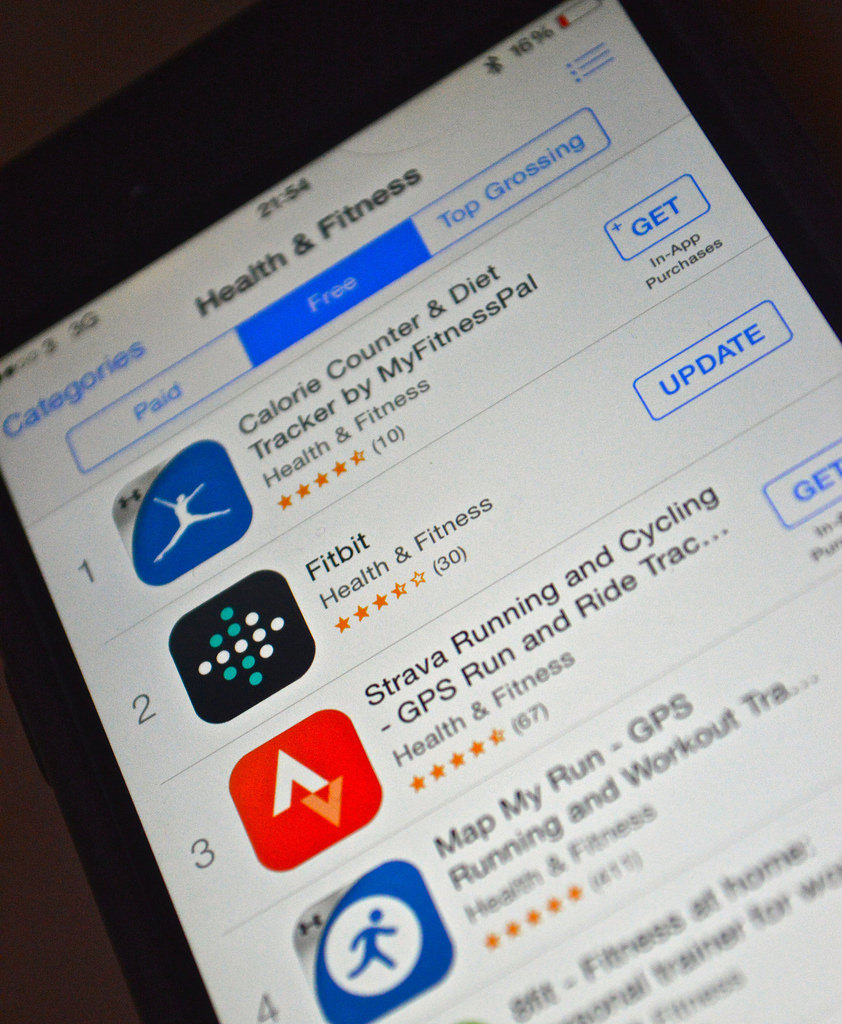 3 3G
21:54
16%
Categories
Health & Fitness
Paid
Free
Top Grossing
1
Calorie Counter & Diet
Tracker by MyFitnessPal
Health & Fitness
(10)
+ GET
In-App
Purchases
2
Fitbit
Health & Fitness
(30)
UPDATE
3
Strava Running and Cycling
- GPS Run and Ride Trac...
Health & Fitness
(67)
GET
In-
Pur
4
Map My Run - GPS
Running and Workout Tra...
Health & Fitness
(411)
8fit - Fitness at home:
sonal trainer for wo
Fitness